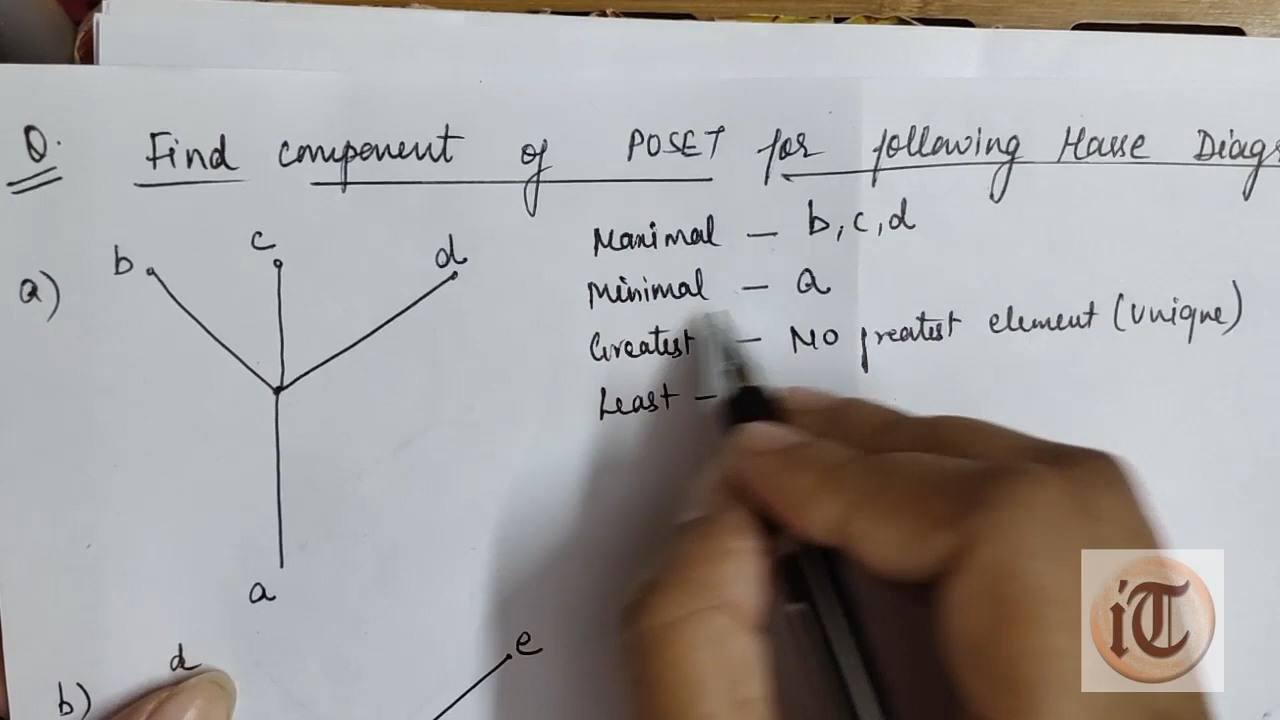 Q. Find component of POSET for following Hasse Diag
a)
b c d
a
Maximal – b, c, d
Minimal – a
Greatest – No greatest element (Unique)
Least –
b)
d
e
iT